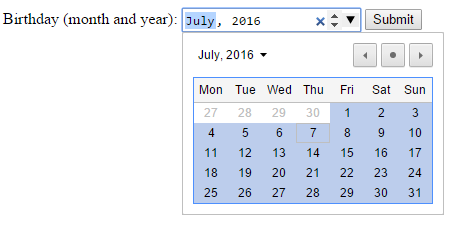 Birthday (month and year): July, 2016 Submit
July, 2016
Mon Tue Wed Thu Fri Sat Sun
27 28 29 30 1 2 3
4 5 6 7 8 9 10
11 12 13 14 15 16 17
18 19 20 21 22 23 24
25 26 27 28 29 30 31